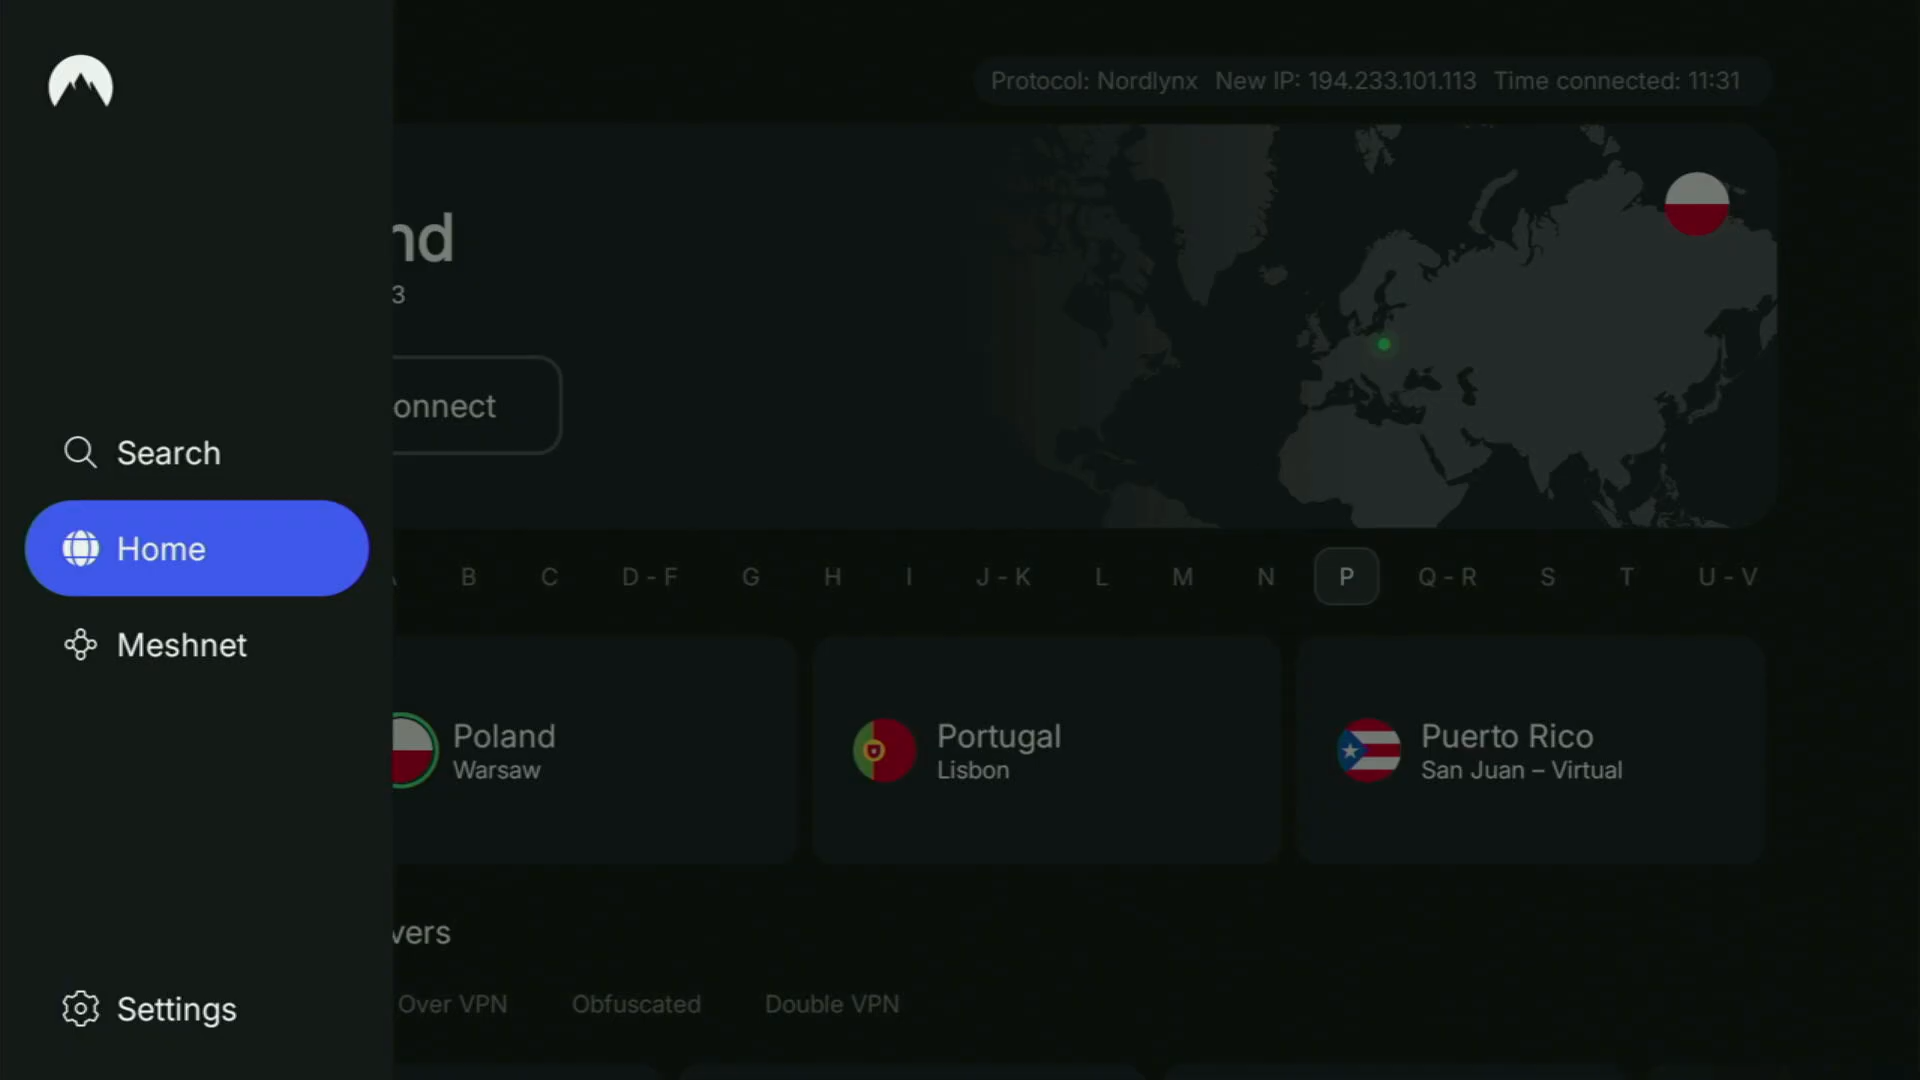 Protocol: Nordlynx New IP: 194.233.101.113 Time connected: 11:31
nd
3
onnect
Search
Home
Meshnet
B C D - F G H I J - K L M N P Q - R S T U - V
Poland
Warsaw
Portugal
Lisbon
Puerto Rico
San Juan – Virtual
vers
Over VPN Obfuscated Double VPN
Settings